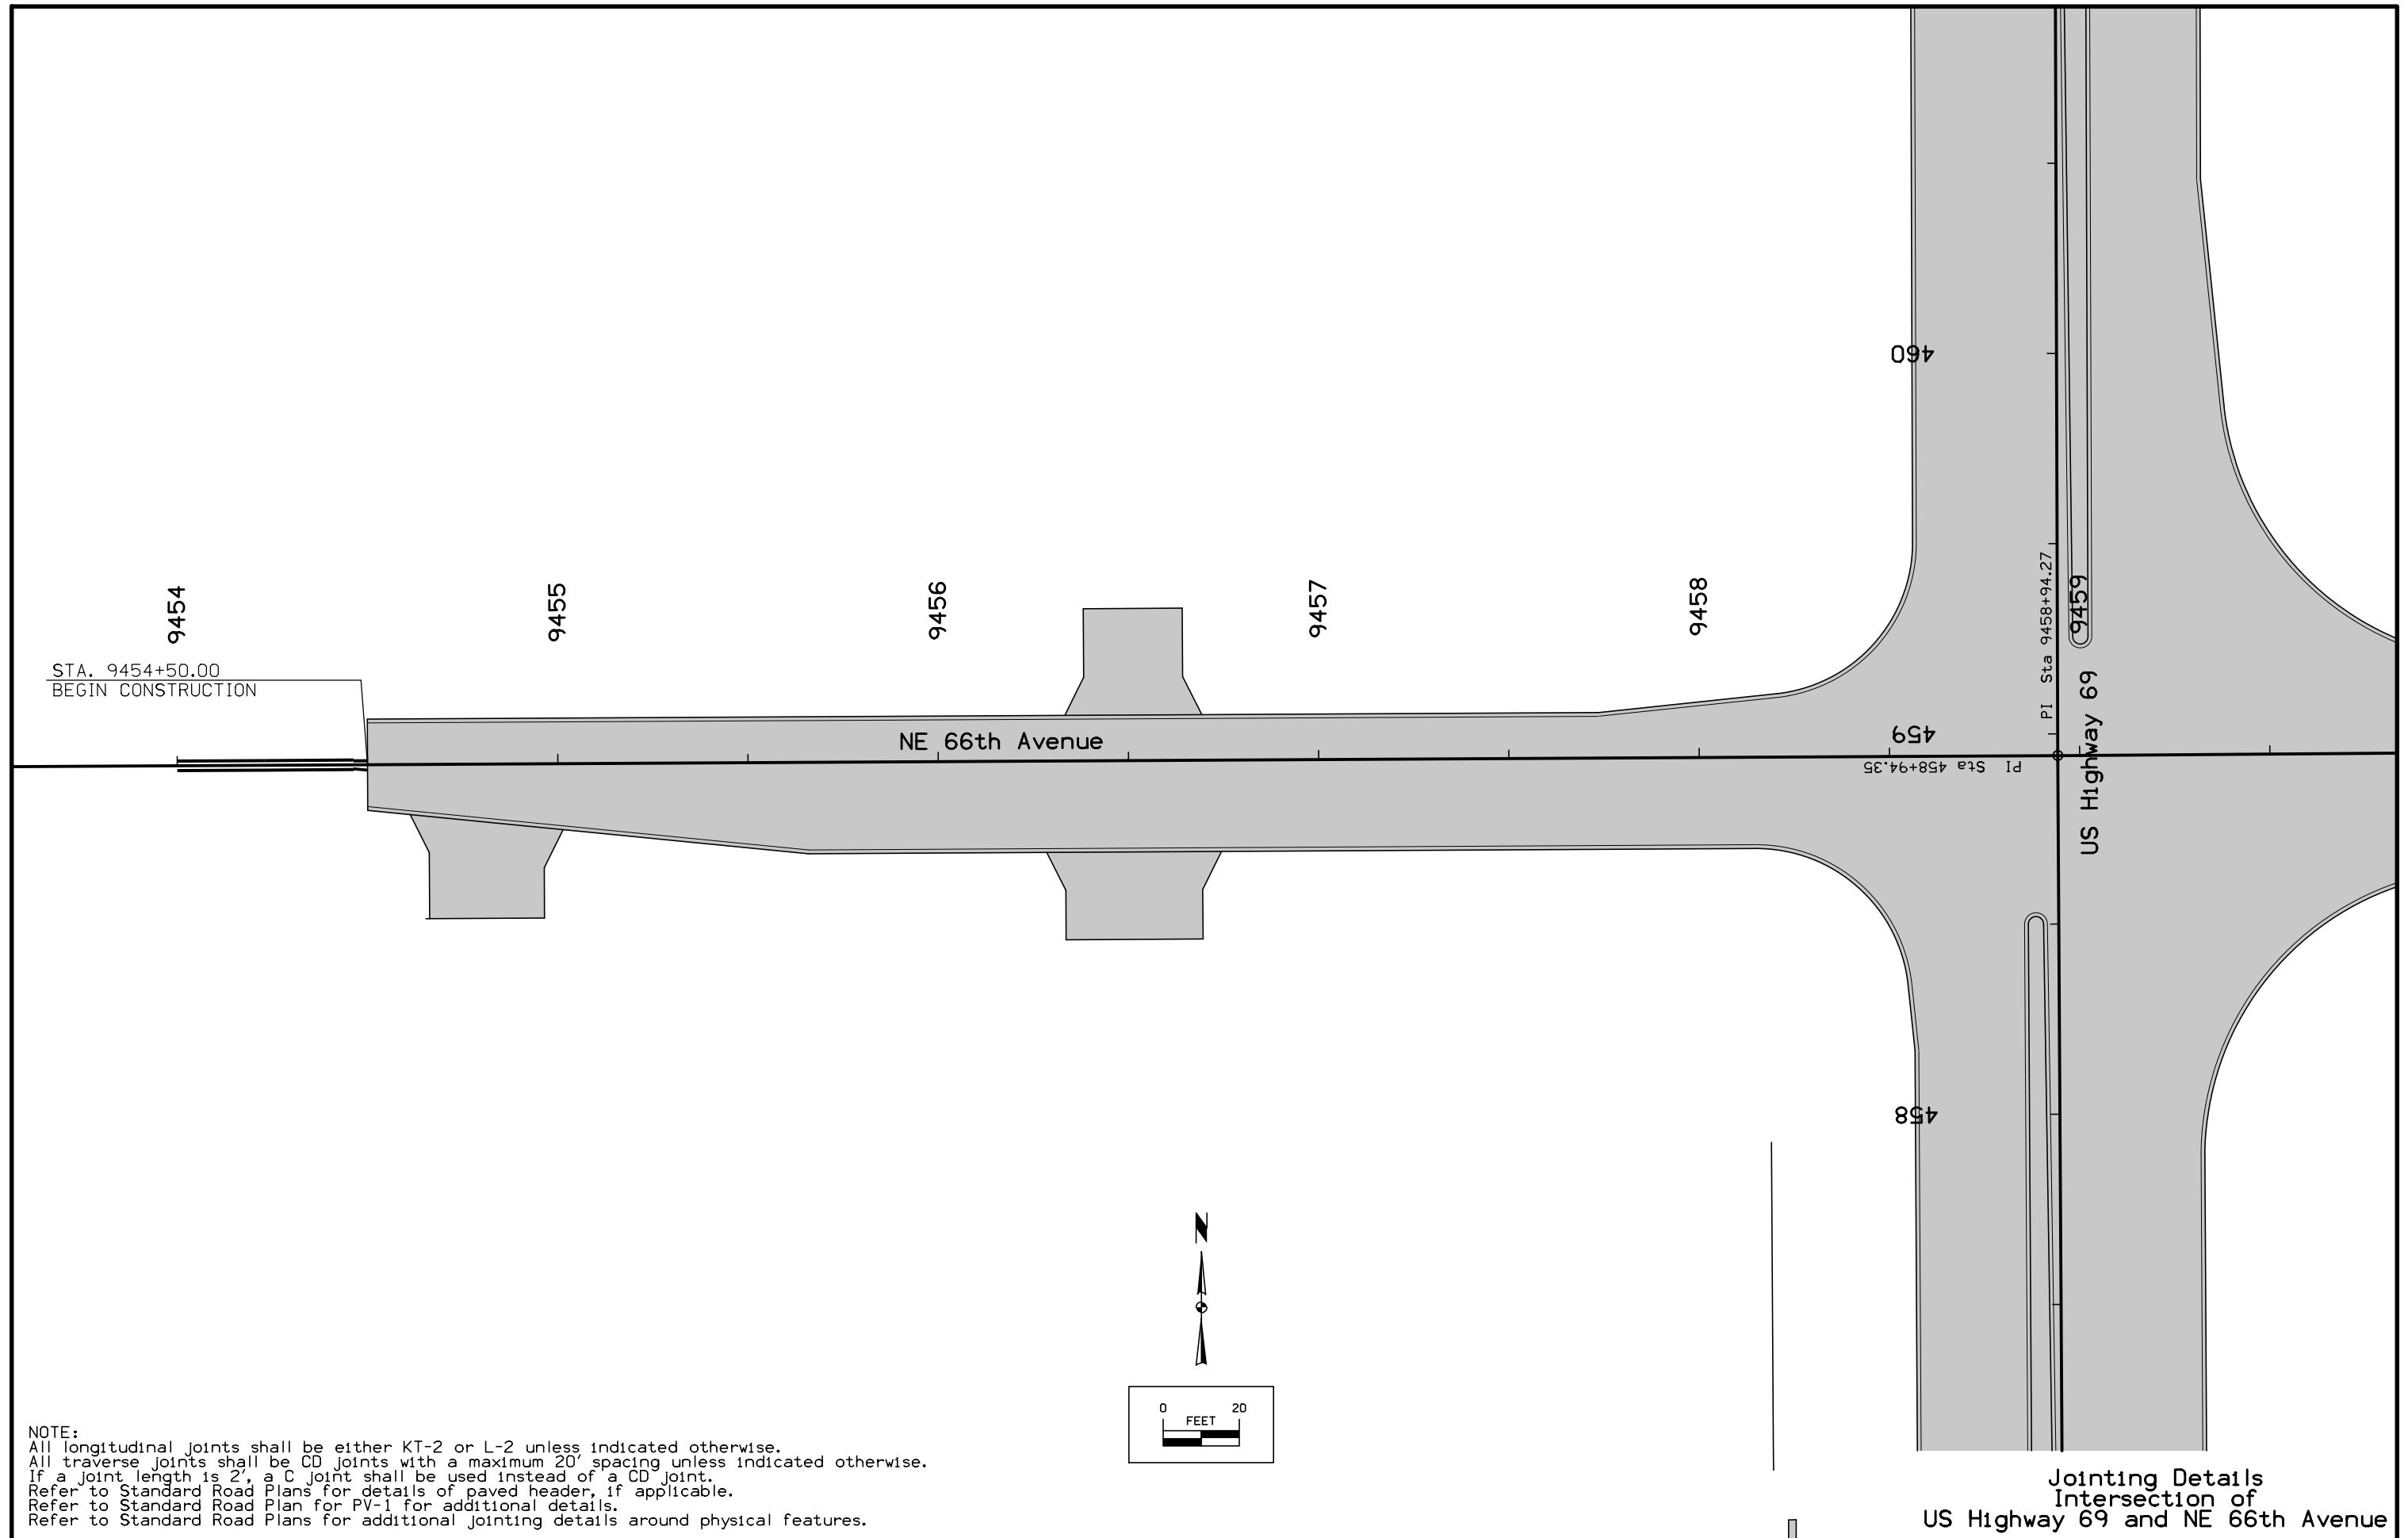 460
9454
9455
9456
9457
9458
9459
PI Sta 9458+94.27
STA. 9454+50.00
BEGIN CONSTRUCTION
NE 66th Avenue
459
PI Sta 458+94.35
US Highway 69
458
N
0 20
FEET
NOTE:
All longitudinal joints shall be either KT-2 or L-2 unless indicated otherwise.
All traverse joints shall be CD joints with a maximum 20' spacing unless indicated otherwise.
If a joint length is 2', a C joint shall be used instead of a CD joint.
Refer to Standard Road Plans for details of paved header, if applicable.
Refer to Standard Road Plan for PV-1 for additional details.
Refer to Standard Road Plans for additional jointing details around physical features.
Jointing Details
Intersection of
US Highway 69 and NE 66th Avenue